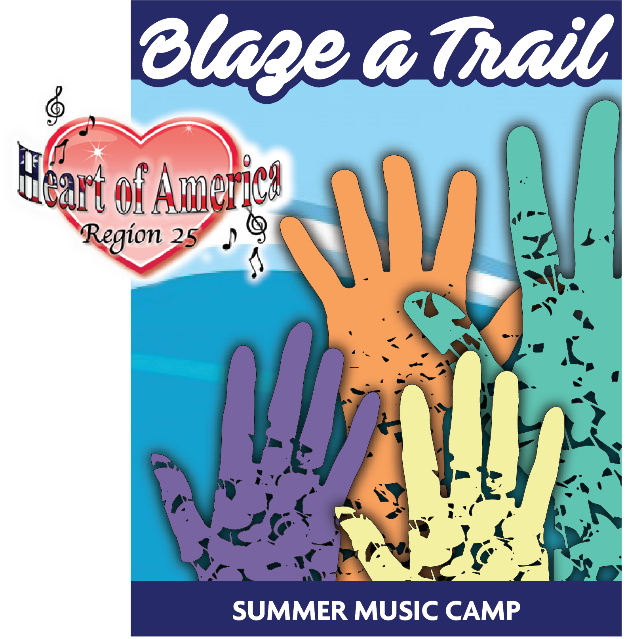 Blaze a Trail
Heart of America
Region 25
SUMMER MUSIC CAMP